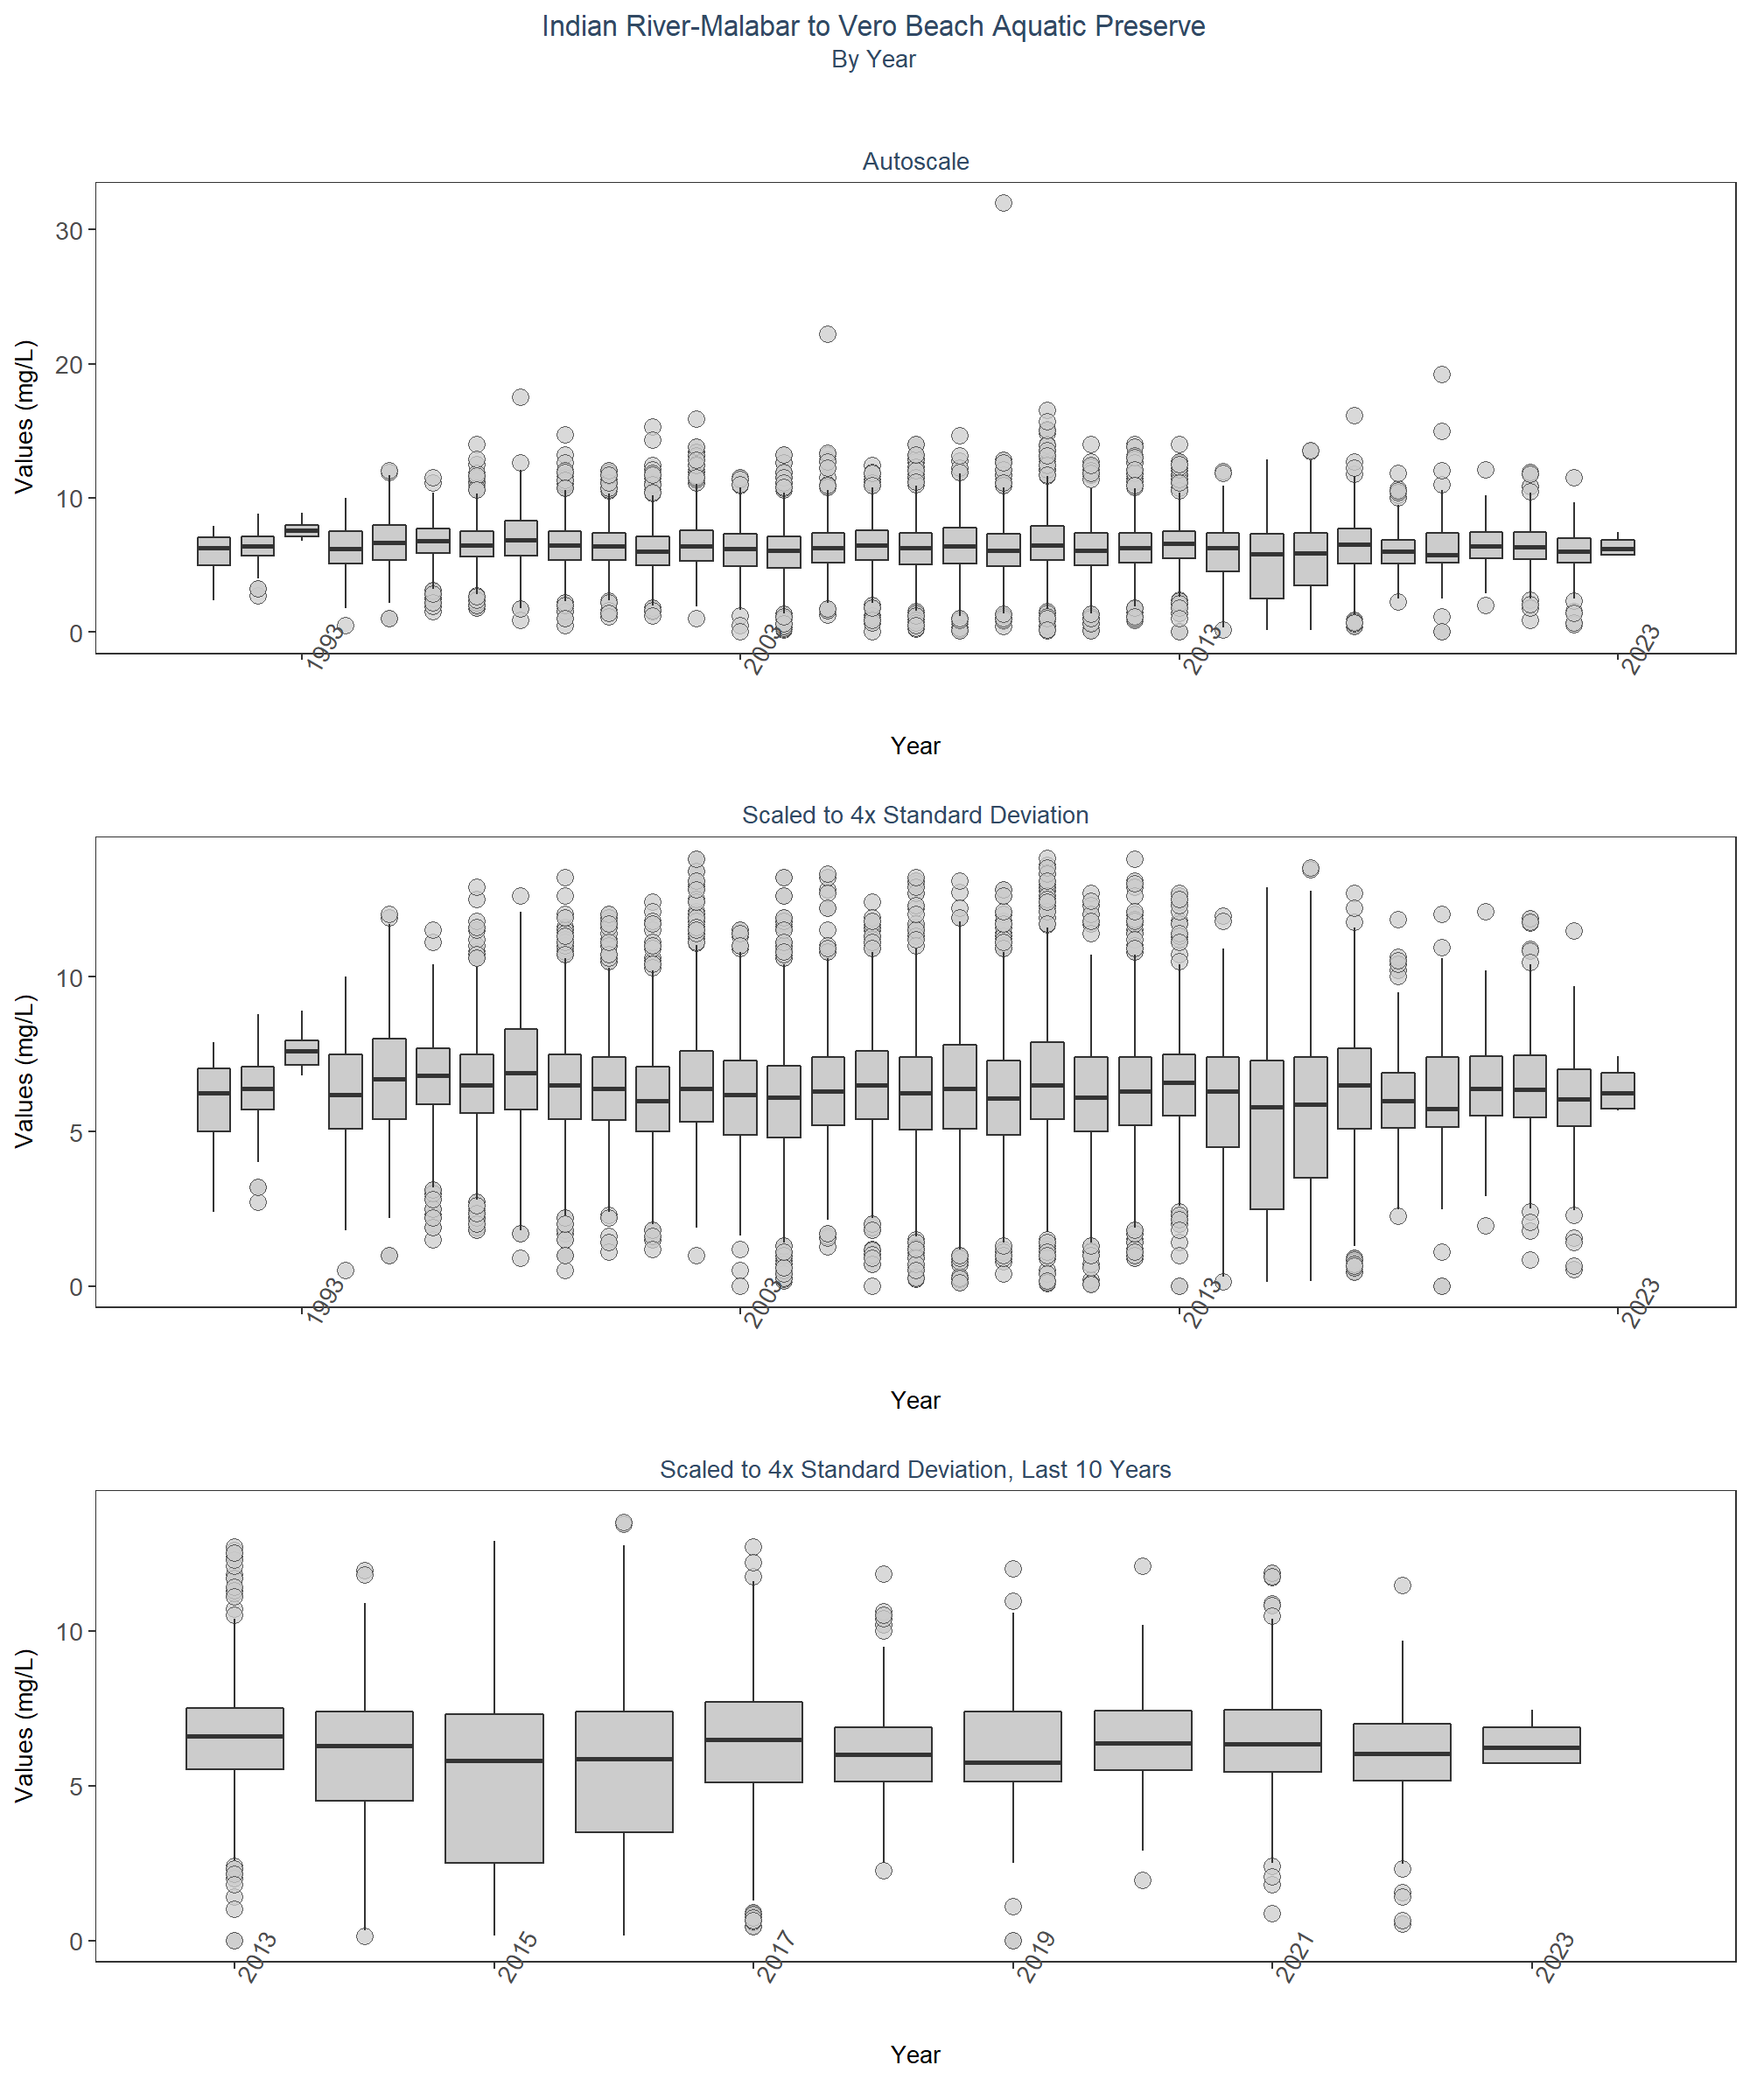 Indian River-Malabar to Vero Beach Aquatic Preserve
By Year
Autoscale
Values (mg/L)
30
20
10
0
1993
2003
2013
2023
Year
Scaled to 4x Standard Deviation
Values (mg/L)
10
5
0
1993
2003
2013
2023
Year
Scaled to 4x Standard Deviation, Last 10 Years
Values (mg/L)
10
5
0
2013
2015
2017
2019
2021
2023
Year